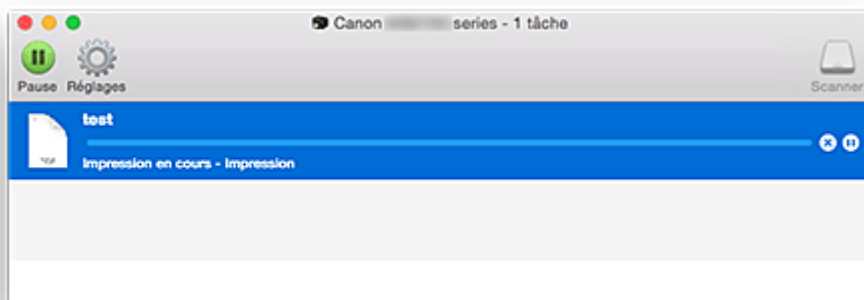 Canon series - 1 tâche
Pause Réglages
Scanner
test
Impression en cours - Impression